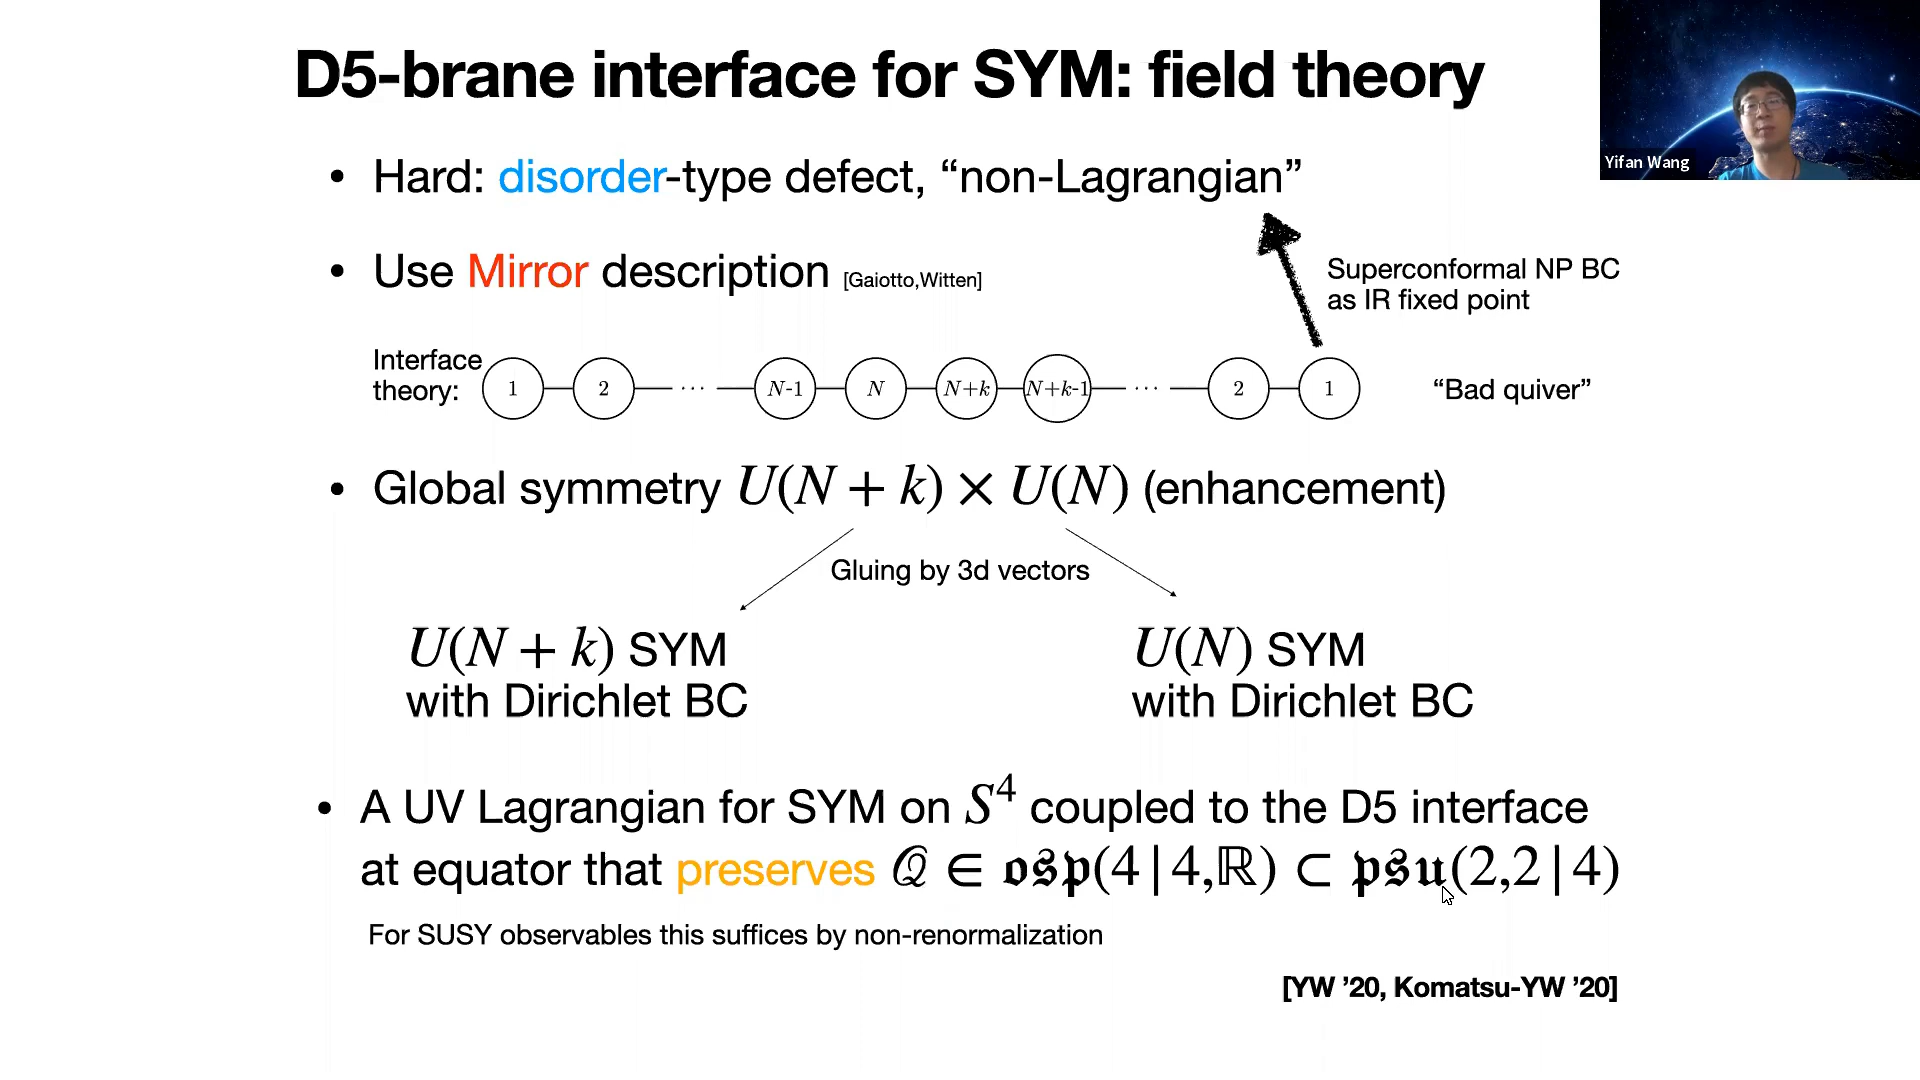 D5-brane interface for SYM: field theory
Yifan Wang
• Hard: disorder-type defect, “non-Lagrangian”
• Use Mirror description [Gaiotto,Witten]
Superconformal NP BC
as IR fixed point
Interface
theory:
1 2 ··· N-1 N N+k N+k-1 ··· 2 1
“Bad quiver”
• Global symmetry U(N + k) × U(N) (enhancement)
Gluing by 3d vectors
U(N + k) SYM
with Dirichlet BC
U(N) SYM
with Dirichlet BC
• A UV Lagrangian for SYM on S⁴ coupled to the D5 interface
at equator that preserves 𝒬 ∈ 𝔬𝔰𝔭(4|4,ℝ) ⊂ 𝔭𝔰𝔲(2,2|4)
For SUSY observables this suffices by non-renormalization
[YW ’20, Komatsu-YW ’20]